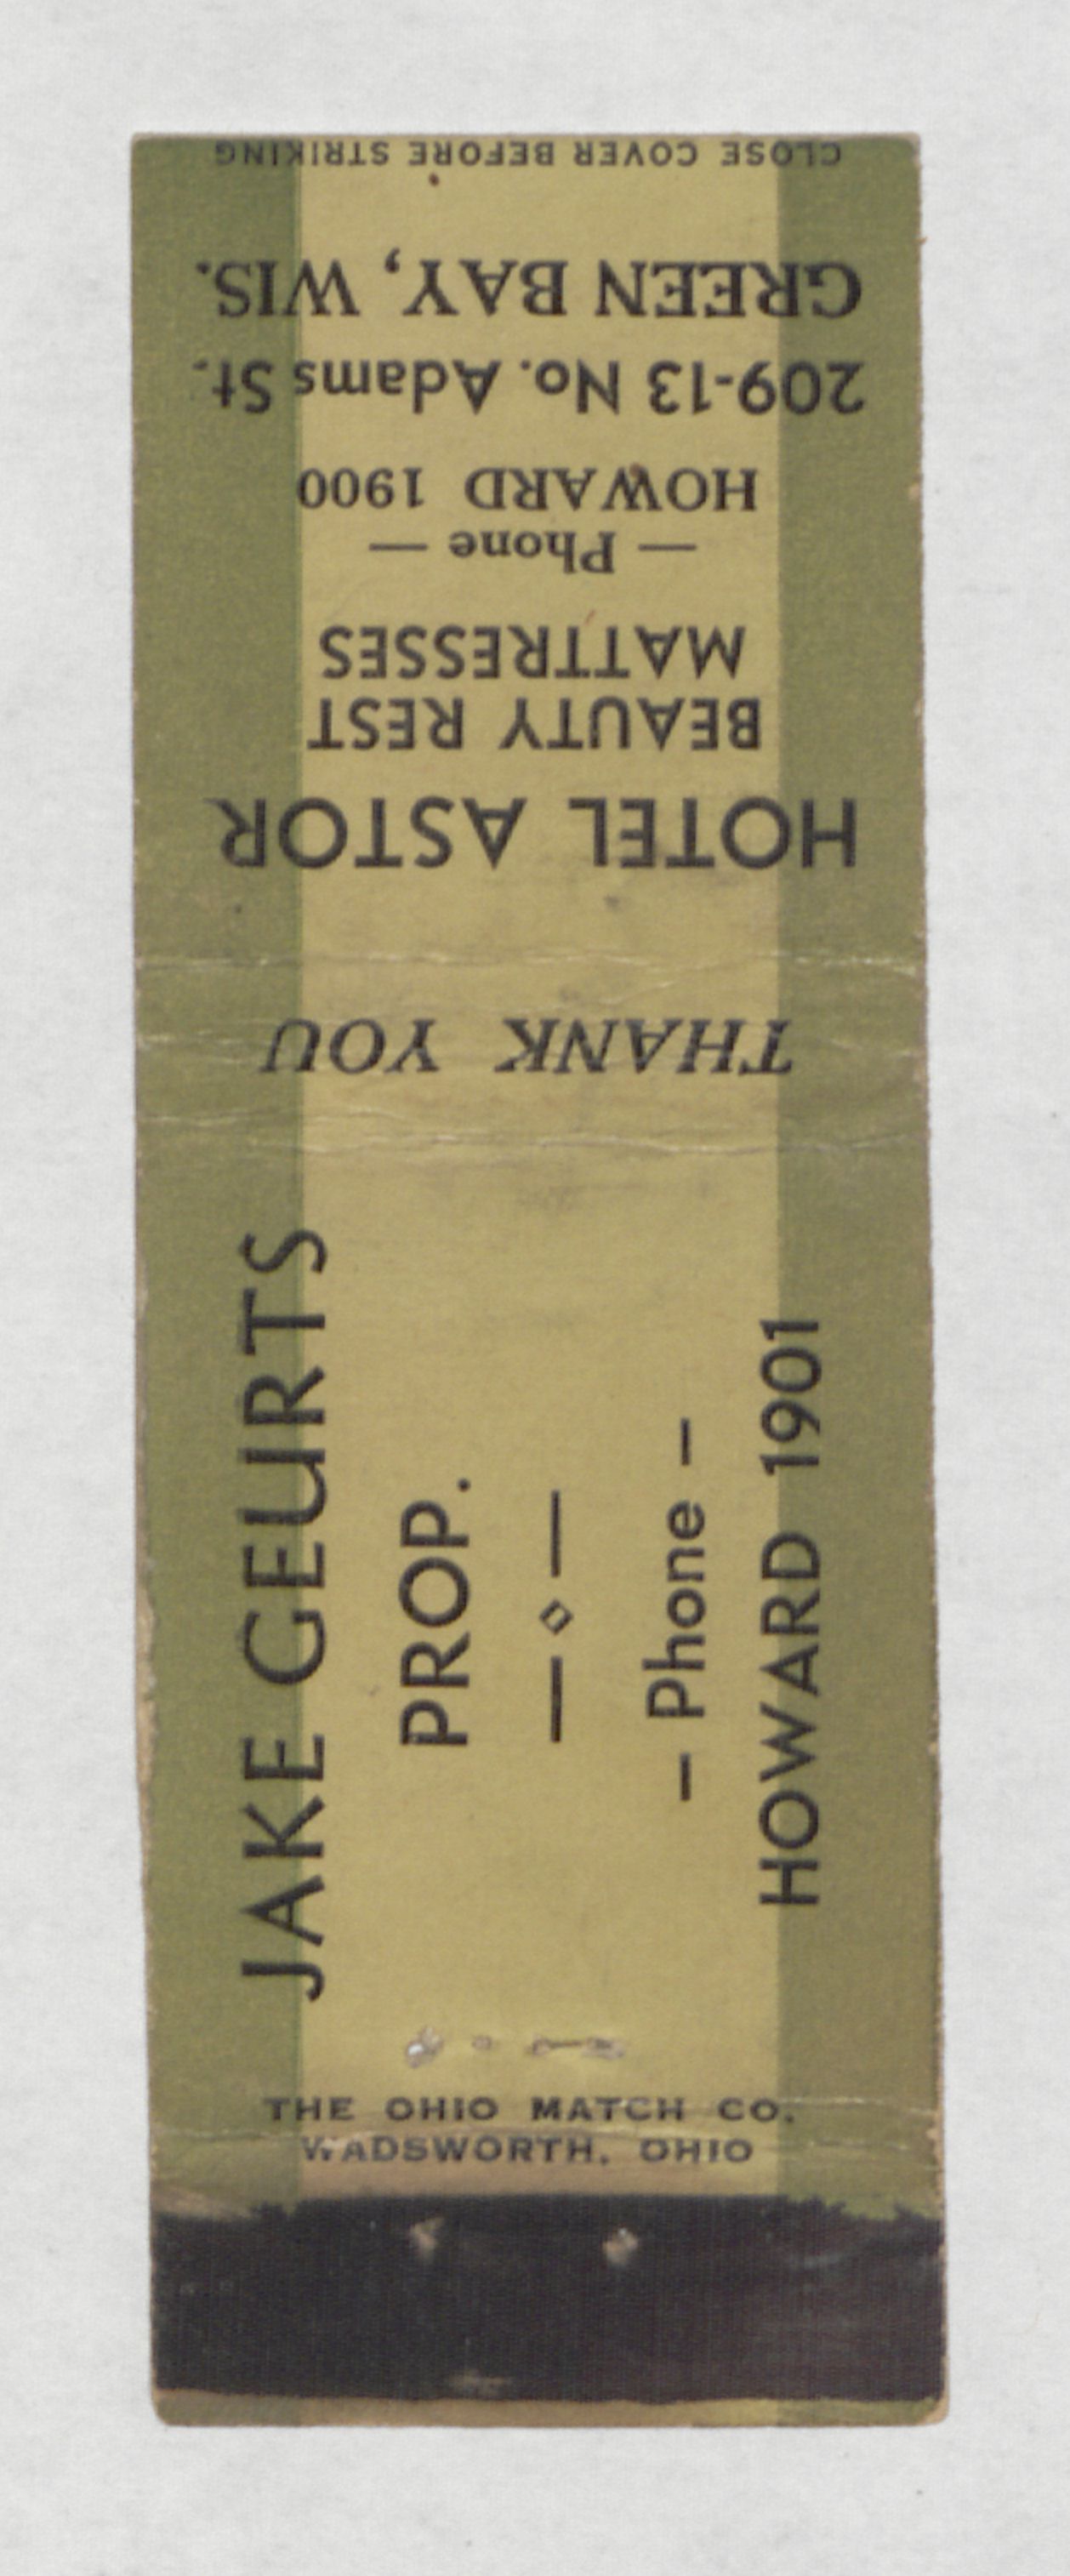 HOTEL ASTOR
BEAUTY REST
MATTRESSES
— Phone —
HOWARD 1900
209-13 No. Adams St.
GREEN BAY, WIS.
CLOSE COVER BEFORE STRIKING
THANK YOU
JAKE GEURTS
PROP.
— Phone —
HOWARD 1901
THE OHIO MATCH CO.
WADSWORTH, OHIO